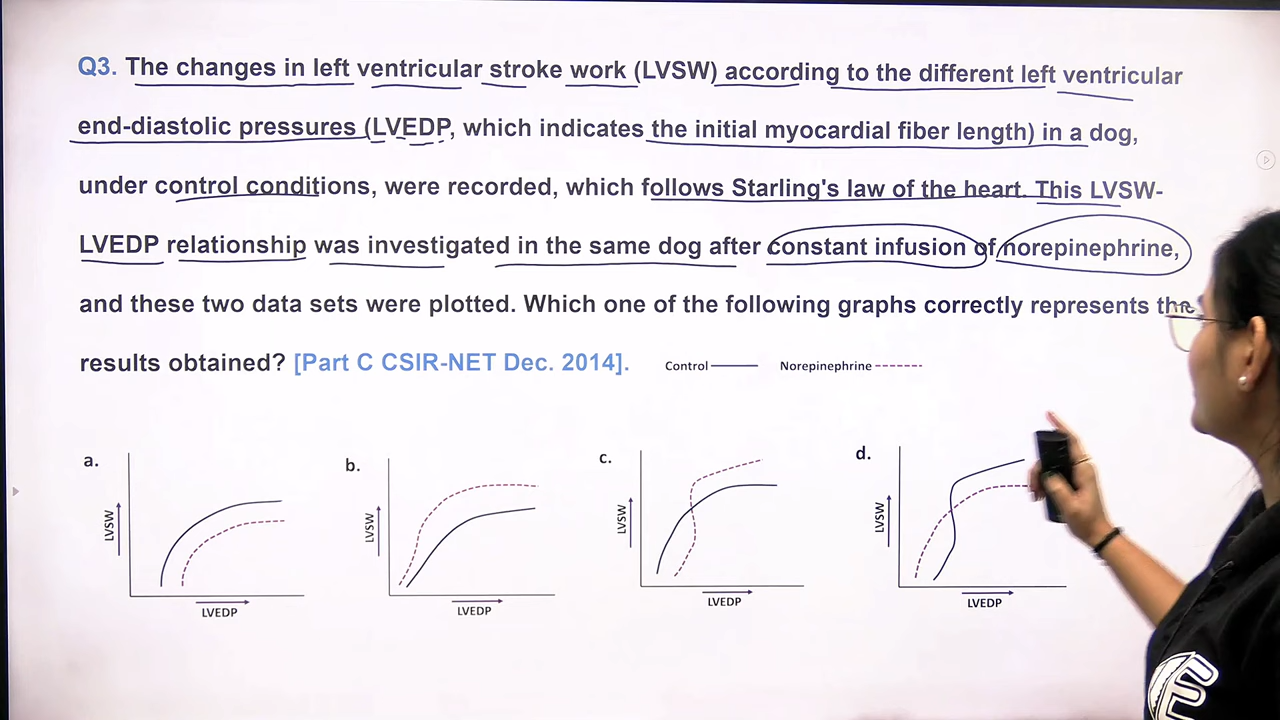 Q3. The changes in left ventricular stroke work (LVSW) according to the different left ventricular
end-diastolic pressures (LVEDP, which indicates the initial myocardial fiber length) in a dog,
under control conditions, were recorded, which follows Starling's law of the heart. This LVSW-
LVEDP relationship was investigated in the same dog after constant infusion of norepinephrine,
and these two data sets were plotted. Which one of the following graphs correctly represents the
results obtained? [Part C CSIR-NET Dec. 2014].
Control Norepinephrine
a.
LVSW
LVEDP
b.
LVSW
LVEDP
c.
LVSW
LVEDP
d.
LVSW
LVEDP